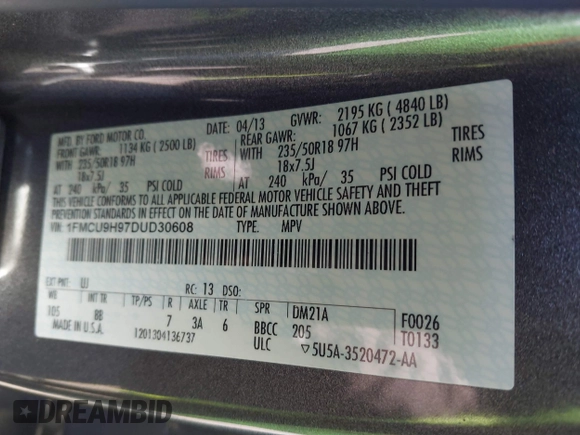 MFD. BY FORD MOTOR CO.
DATE: 04/13 GVWR: 2195 KG ( 4840 LB)
FRONT GAWR: 1134 KG ( 2500 LB) REAR GAWR: 1067 KG ( 2352 LB)
WITH 235/50R18 97H TIRES WITH 235/50R18 97H TIRES
18x7.5J RIMS 18x7.5J RIMS
AT 240 kPa/ 35 PSI COLD AT 240 kPa/ 35 PSI COLD
THIS VEHICLE CONFORMS TO ALL APPLICABLE FEDERAL MOTOR VEHICLE SAFETY AND THEFT
PREVENTION STANDARDS IN EFFECT ON THE DATE OF MANUFACTURE SHOWN ABOVE.
VIN: 1FMCU9H97DUD30608 TYPE: MPV
EXT PNT: UJ RC: 13 DSO:
WB INT TR TP/PS R AXLE TR SPR DM21A F0026
105 BB 7 3A 6 BBCC 205 T0133
MADE IN U.S.A. 1201304136737 ULC ▽5U5A-3520472-AA
DREAMBID